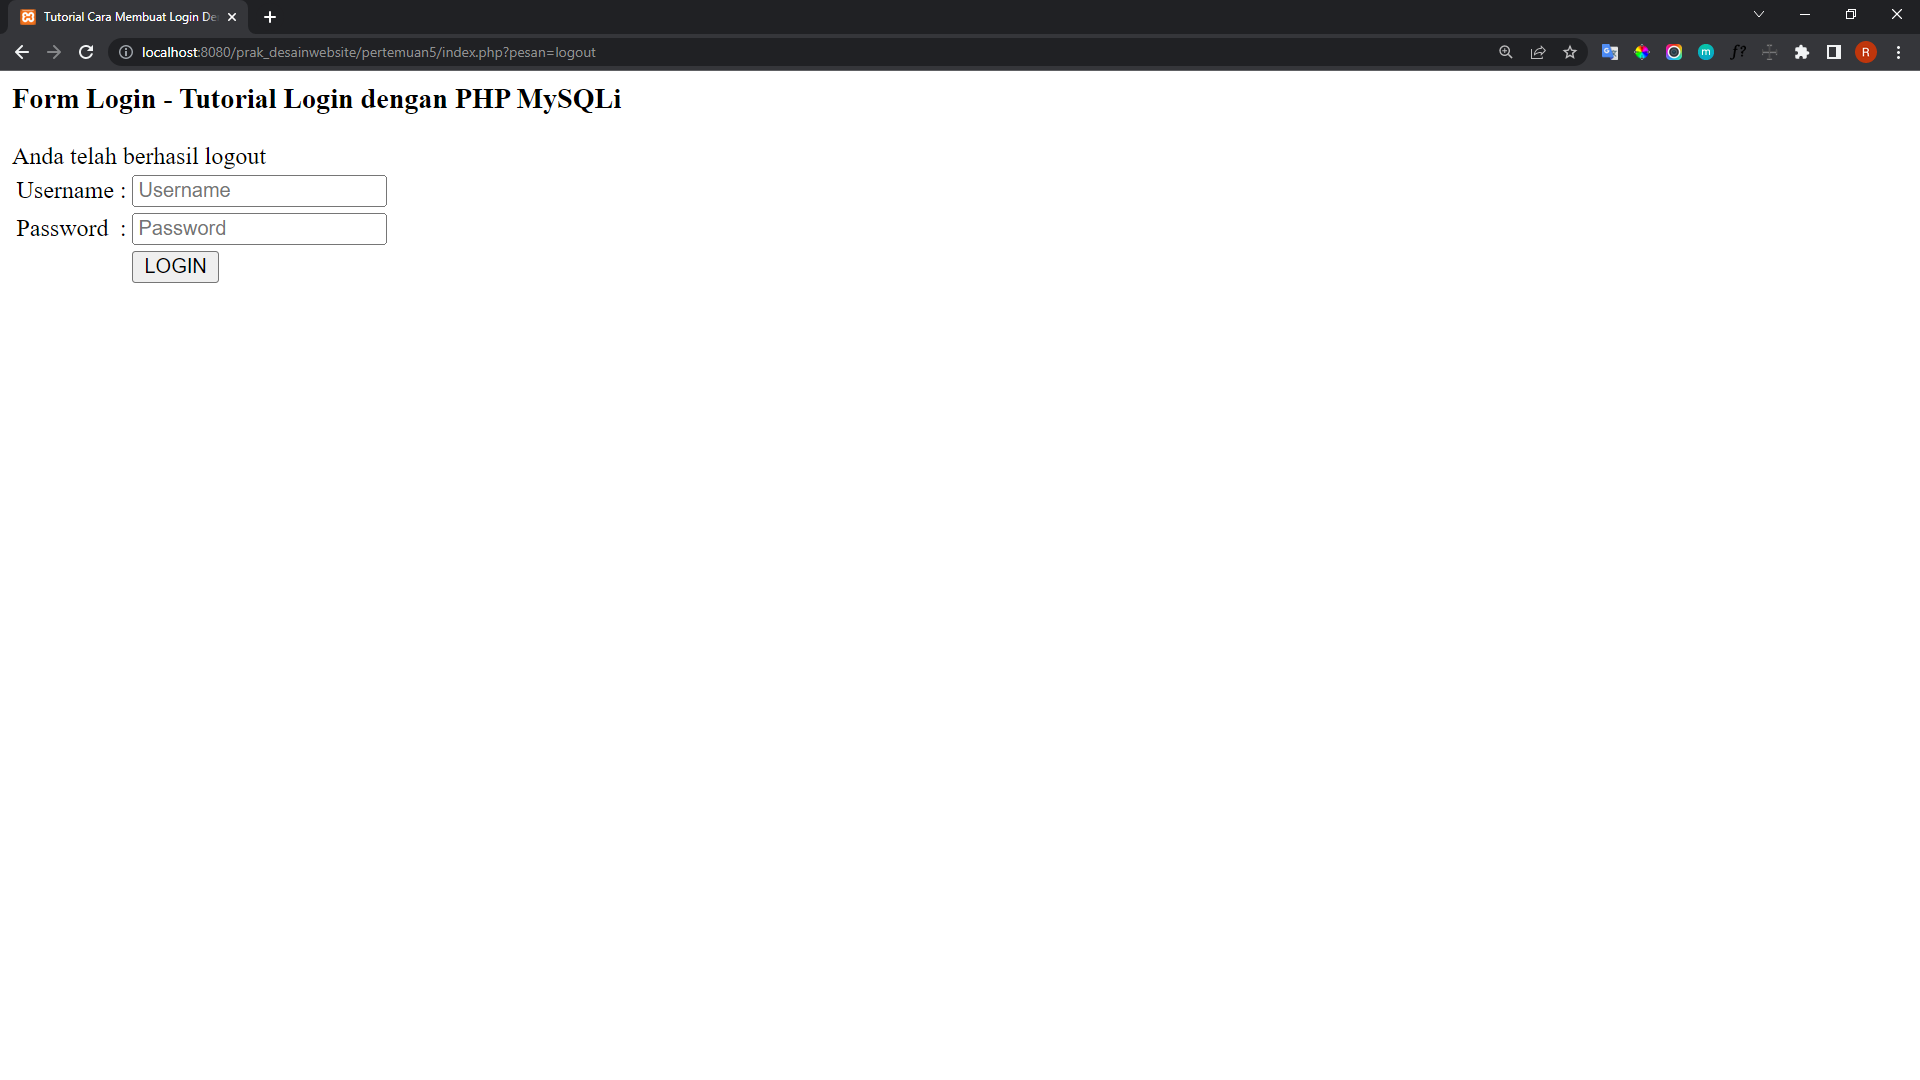 Tutorial Cara Membuat Login De
localhost:8080/prak_desainwebsite/pertemuan5/index.php?pesan=logout
m
f?
R
Form Login - Tutorial Login dengan PHP MySQLi
Anda telah berhasil logout
Username : Username
Password : Password
LOGIN